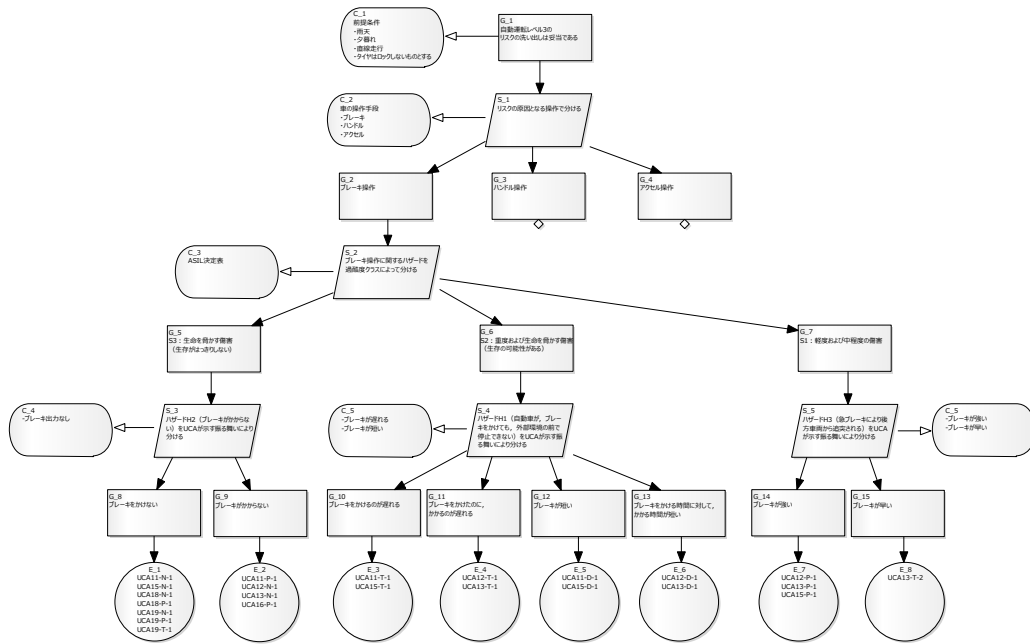 C_1
前提条件
-雨天
-夕暮れ
-直線走行
-タイヤはロックしないものとする
G_1
自動運転レベル3の
リスクの洗い出しは妥当である
C_2
車の操作手段
-ブレーキ
-ハンドル
-アクセル
S_1
リスクの原因となる操作で分ける
G_2
ブレーキ操作
G_3
ハンドル操作
G_4
アクセル操作
C_3
ASIL決定表
S_2
ブレーキ操作に関するハザードを
過酷度クラスによって分ける
G_5
S3：生命を脅かす傷害
（生存がはっきりしない）
G_6
S2：重度および生命を脅かす傷害
（生存の可能性がある）
G_7
S1：軽度および中程度の傷害
C_4
-ブレーキ出力なし
S_3
ハザードH2（ブレーキがかからな
い）をUCAが示す振る舞いにより
分ける
C_5
-ブレーキが遅れる
-ブレーキが短い
S_4
ハザードH1（自動車が，ブレー
キをかけても，外部環境の前で
停止できない）をUCAが示す振
る舞いにより分ける
S_5
ハザードH3（急ブレーキにより後
方車両から追突される）をUCA
が示す振る舞いにより分ける
C_5
-ブレーキが強い
-ブレーキが早い
G_8
ブレーキをかけない
G_9
ブレーキがかからない
G_10
ブレーキをかけるのが遅れる
G_11
ブレーキをかけたのに，
かかるのが遅れる
G_12
ブレーキが短い
G_13
ブレーキをかける時間に対して，
かかる時間が短い
G_14
ブレーキが強い
G_15
ブレーキが早い
E_1
UCA11-N-1
UCA15-N-1
UCA18-N-1
UCA18-P-1
UCA19-N-1
UCA19-P-1
UCA19-T-1
E_2
UCA11-P-1
UCA12-N-1
UCA13-N-1
UCA16-P-1
E_3
UCA11-T-1
UCA15-T-1
E_4
UCA12-T-1
UCA13-T-1
E_5
UCA11-D-1
UCA15-D-1
E_6
UCA12-D-1
UCA13-D-1
E_7
UCA12-P-1
UCA13-P-1
UCA15-P-1
E_8
UCA13-T-2